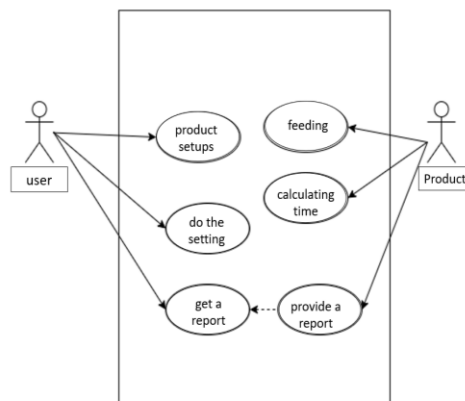 product
setups
feeding
user
Product
calculating
time
do the
setting
get a
report
provide a
report